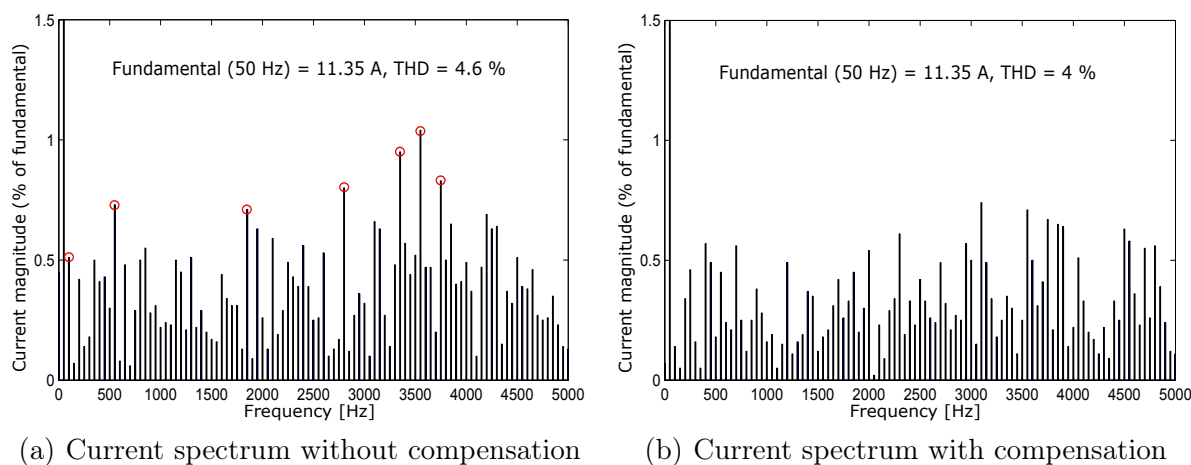 1.5
1
0.5
0
Current magnitude (% of fundamental)
Fundamental (50 Hz) = 11.35 A, THD = 4.6 %
0 500 1000 1500 2000 2500 3000 3500 4000 4500 5000
Frequency [Hz]
(a) Current spectrum without compensation
1.5
1
0.5
0
Current magnitude (% of fundamental)
Fundamental (50 Hz) = 11.35 A, THD = 4 %
0 500 1000 1500 2000 2500 3000 3500 4000 4500 5000
Frequency [Hz]
(b) Current spectrum with compensation